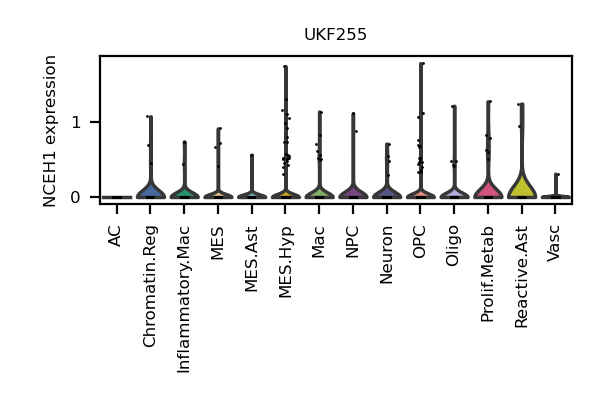 UKF255
NCEH1 expression
1
0
AC
Chromatin.Reg
Inflammatory.Mac
MES
MES.Ast
MES.Hyp
Mac
NPC
Neuron
OPC
Oligo
Prolif.Metab
Reactive.Ast
Vasc